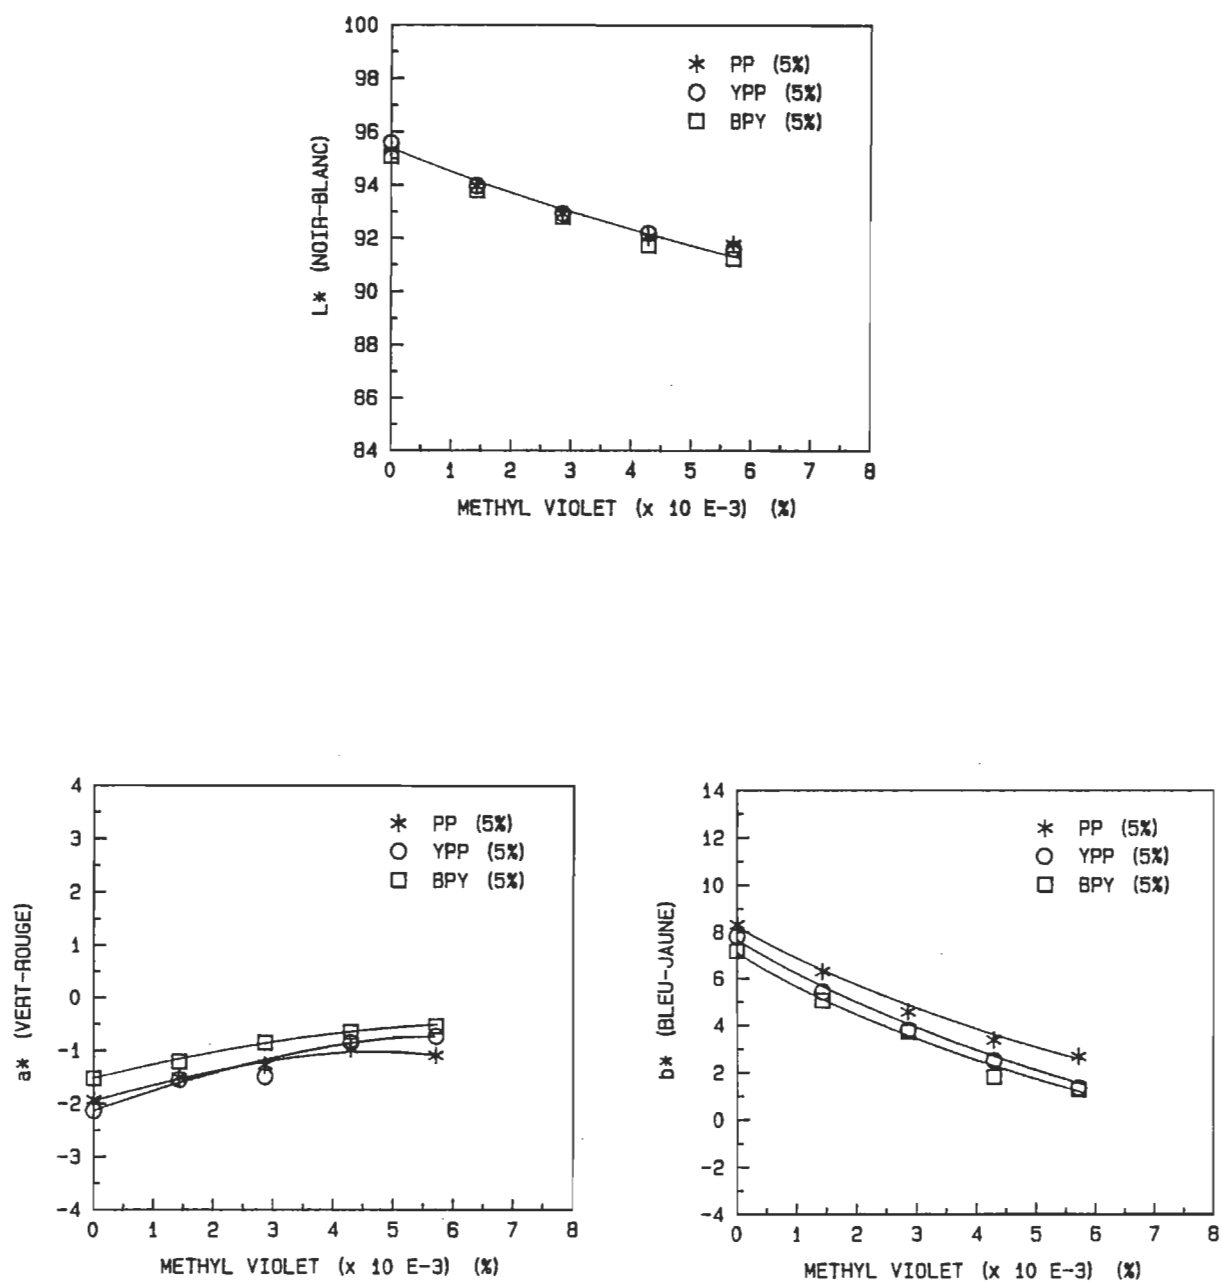 100
98
96
94
92
90
88
86
84
L* (NOIR-BLANC)
PP (5%)
YPP (5%)
BPY (5%)
0 1 2 3 4 5 6 7 8
METHYL VIOLET (x 10 E-3) (%)
4
3
2
1
0
-1
-2
-3
-4
a* (VERT-ROUGE)
PP (5%)
YPP (5%)
BPY (5%)
0 1 2 3 4 5 6 7 8
METHYL VIOLET (x 10 E-3) (%)
14
12
10
8
6
4
2
0
-2
-4
b* (BLEU-JAUNE)
PP (5%)
YPP (5%)
BPY (5%)
0 1 2 3 4 5 6 7 8
METHYL VIOLET (x 10 E-3) (%)